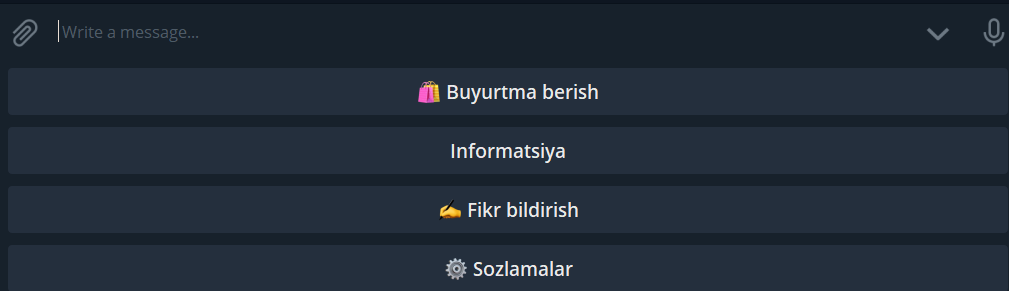 Write a message...
🛍 Buyurtma berish
Informatsiya
✍️ Fikr bildirish
⚙️ Sozlamalar